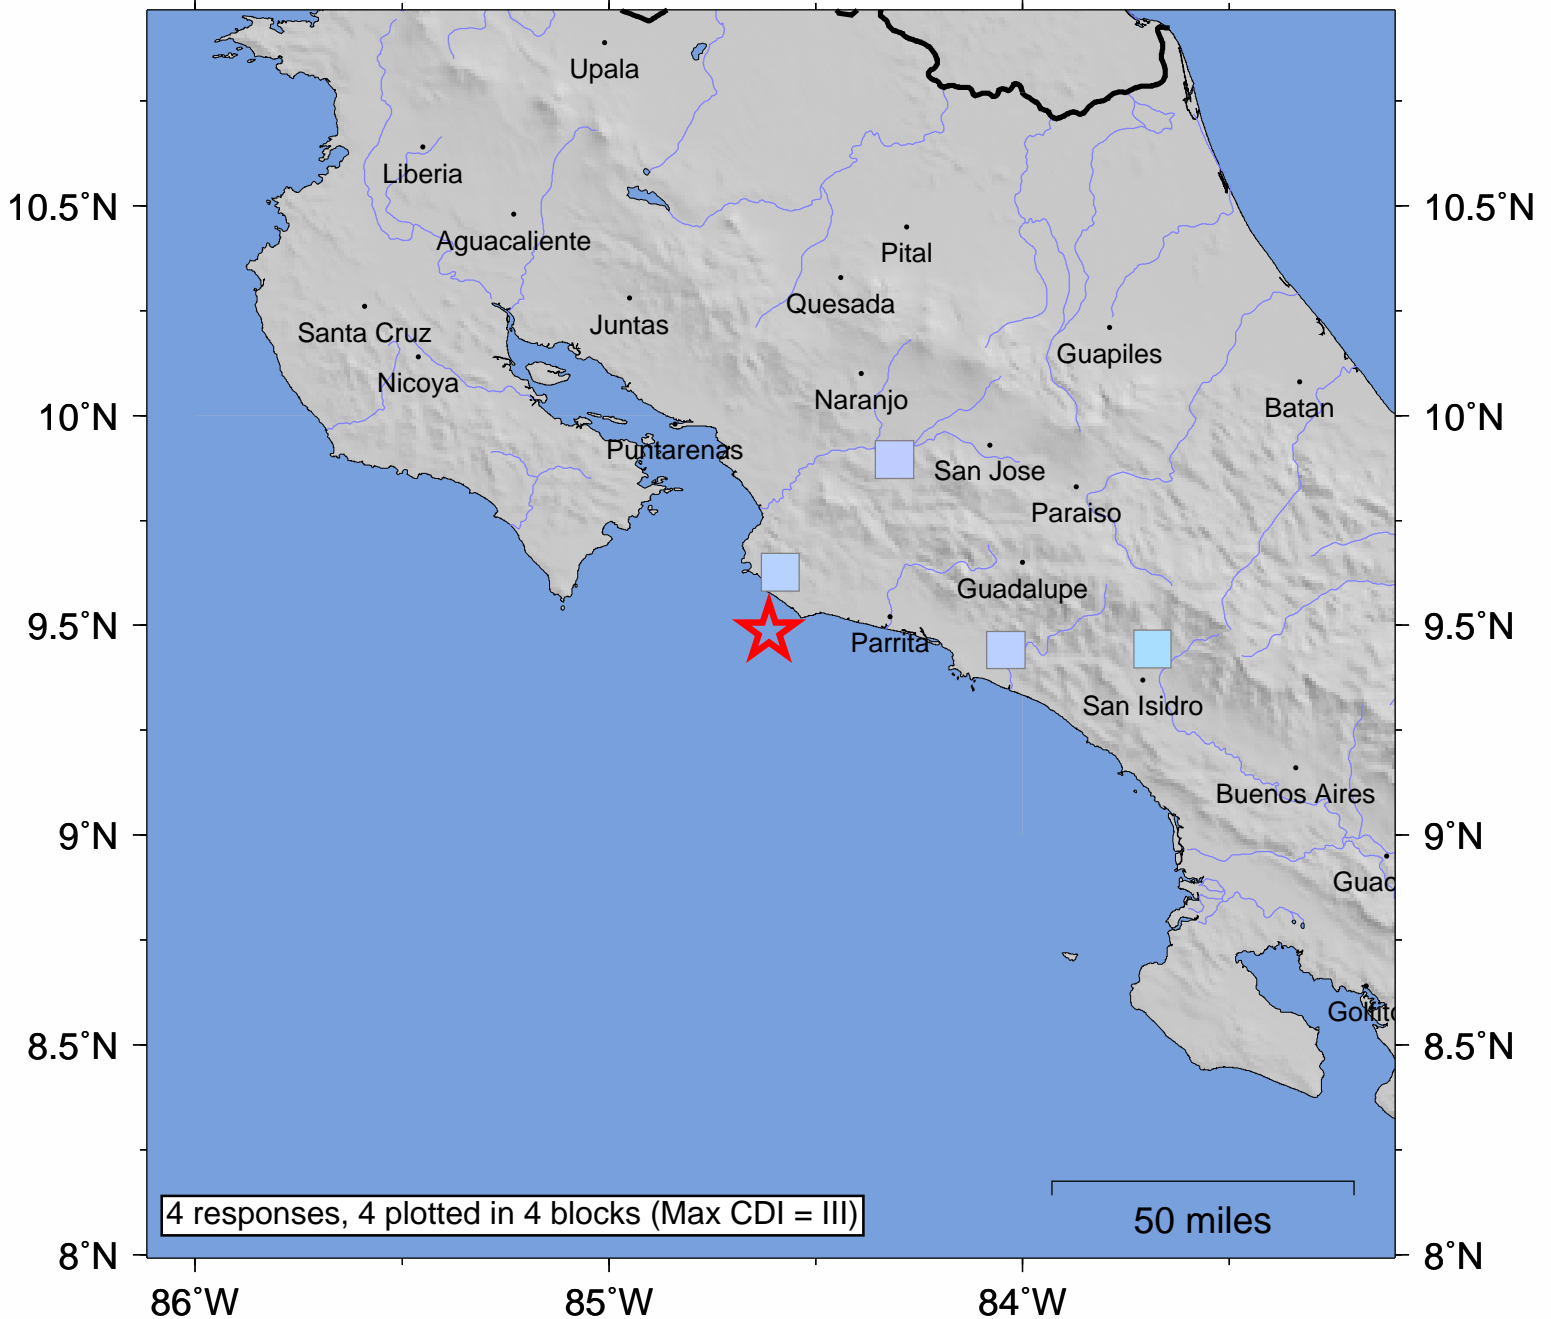 Upala
Liberia
10.5°N
10.5°N
Aguacaliente
Pital
Quesada
Juntas
Santa Cruz
Guapiles
Nicoya
Naranjo
Batan
10°N
10°N
Puntarenas
San Jose
Paraiso
Guadalupe
9.5°N
9.5°N
Parrita
San Isidro
Buenos Aires
9°N
9°N
Guac
Golfito
8.5°N
8.5°N
4 responses, 4 plotted in 4 blocks (Max CDI = III)
50 miles
8°N
8°N
86°W
85°W
84°W